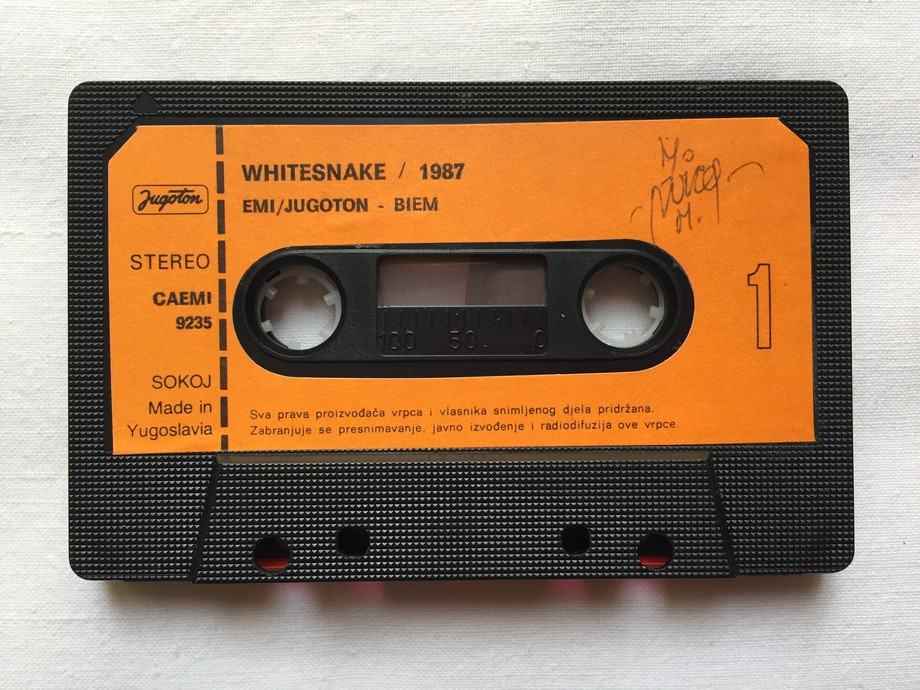 Jugoton
STEREO
CAEMI
9235
SOKOJ
Made in
Yugoslavia
WHITESNAKE / 1987
EMI/JUGOTON - BIEM
100 50 0
1
Sva prava proizvođača vrpca i vlasnika snimljenog djela pridržana.
Zabranjuje se presnimavanje, javno izvođenje i radiodifuzija ove vrpce.